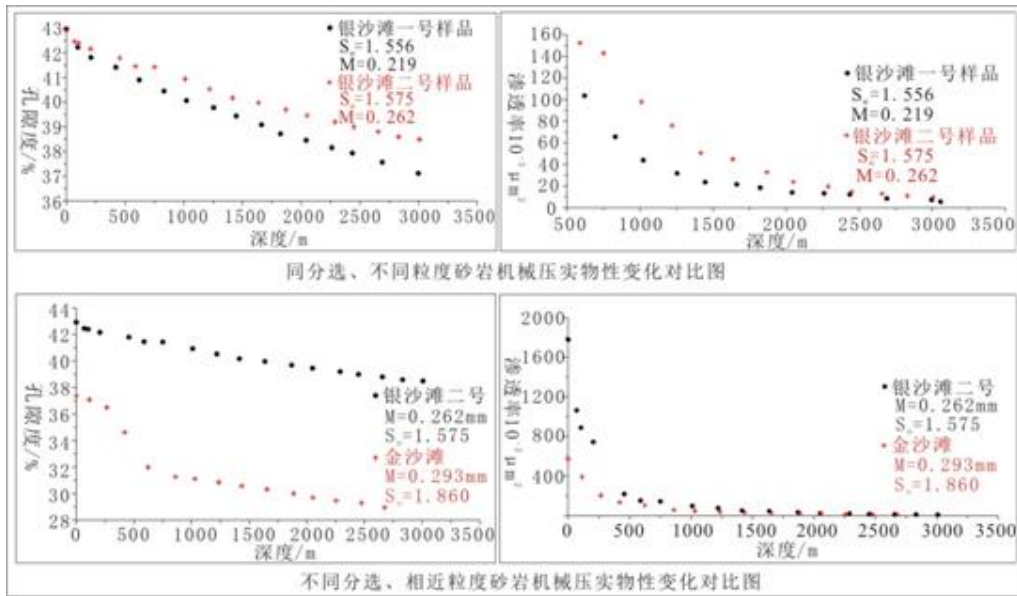 43
42
41
40
39
38
37
36
0 500 1000 1500 2000 2500 3000 3500
孔隙度/%
深度/m
银沙滩一号样品
S。=1.556
M=0.219
银沙滩二号样品
S。=1.575
M=0.262
160
140
120
100
80
60
40
20
0
500 1000 1500 2000 2500 3000 3500
渗透率10⁻³μm²
深度/m
银沙滩一号样品
S。=1.556
M=0.219
银沙滩二号样品
S。=1.575
M=0.262
同分选、不同粒度砂岩机械压实物性变化对比图
44
42
40
38
36
34
32
30
28
0 500 1000 1500 2000 2500 3000 3500
孔隙度/%
深度/m
银沙滩二号
M=0.262mm
S。=1.575
金沙滩
M=0.293mm
S。=1.860
2000
1600
1200
800
400
0 500 1000 1500 2000 2500 3000 3500
渗透率10⁻³μm²
深度/m
银沙滩二号
M=0.262mm
S。=1.575
金沙滩
M=0.293mm
S。=1.860
不同分选、相近粒度砂岩机械压实物性变化对比图